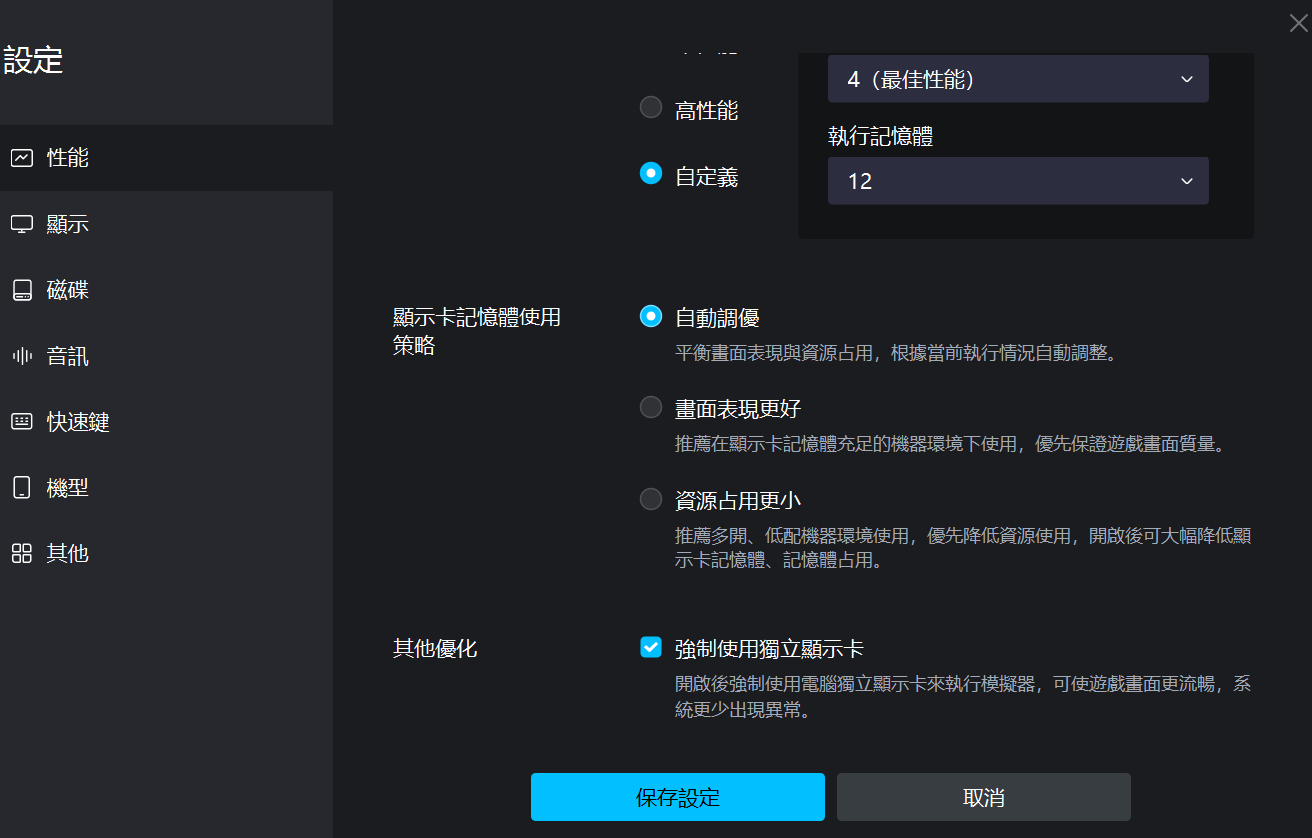 設定
性能
顯示
磁碟
音訊
快速鍵
機型
其他
高性能
自定義
4（最佳性能）
執行記憶體
12
顯示卡記憶體使用
策略
自動調優
平衡畫面表現與資源占用，根據當前執行情況自動調整。
畫面表現更好
推薦在顯示卡記憶體充足的機器環境下使用，優先保證遊戲畫面質量。
資源占用更小
推薦多開、低配機器環境使用，優先降低資源使用，開啟後可大幅降低顯
示卡記憶體、記憶體占用。
其他優化
強制使用獨立顯示卡
開啟後強制使用電腦獨立顯示卡來執行模擬器，可使遊戲畫面更流暢，系
統更少出現異常。
保存設定
取消